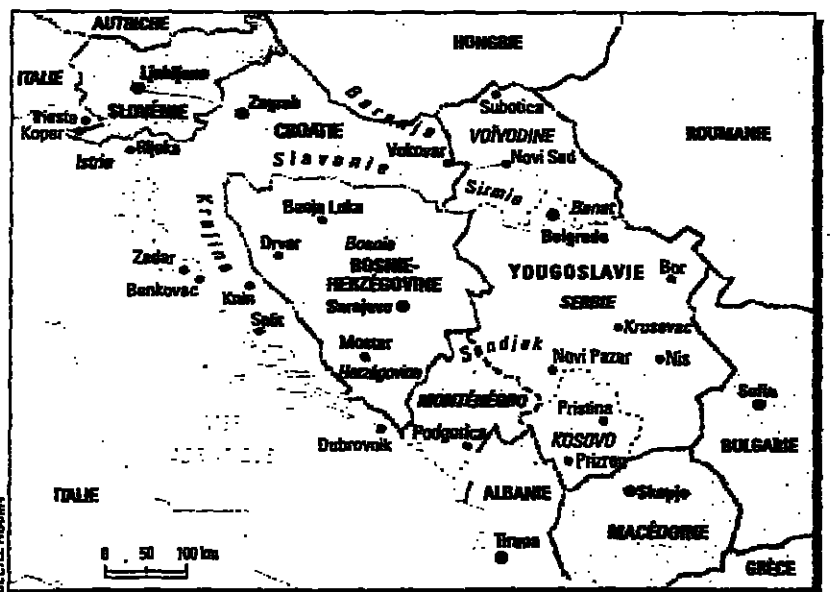 AUTRICHE
HONGRIE
ITALIE
Ljubljana
SLOVÉNIE
Trieste
Koper
Istrie
Rijeka
Zagreb
CROATIE
Baranja
Subotica
VOÏVODINE
Vukovar
Novi Sad
ROUMANIE
Slavonie
Sirmie
Banat
Belgrade
Krajina
Banja Luka
Drvar
Bosnie
BOSNIE-
HERZÉGOVINE
Sarajevo
YOUGOSLAVIE
Bor
SERBIE
Zadar
Benkovac
Knin
Split
Krusevac
Mostar
Herzégovine
Sandjak
Novi Pazar
Nis
MONTÉNÉGRO
Pristina
Sofia
Dubrovnik
Podgorica
KOSOVO
Prizren
BULGARIE
ITALIE
ALBANIE
Skopje
MACÉDOINE
Tirana
GRÈCE
0 50 100 km